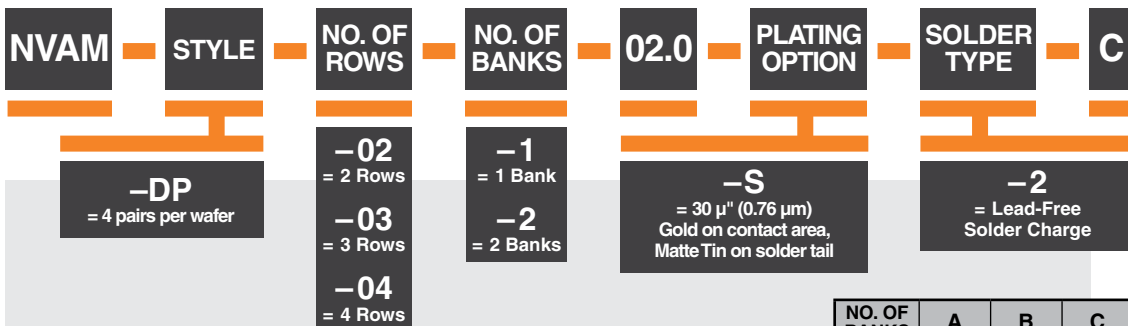 NVAM STYLE NO. OF ROWS NO. OF BANKS 02.0 PLATING OPTION SOLDER TYPE C
–DP
= 4 pairs per wafer
–02
= 2 Rows
–03
= 3 Rows
–04
= 4 Rows
–1
= 1 Bank
–2
= 2 Banks
–S
= 30 µ" (0.76 µm)
Gold on contact area,
Matte Tin on solder tail
–2
= Lead-Free
Solder Charge
NO. OF
BANKS A B C